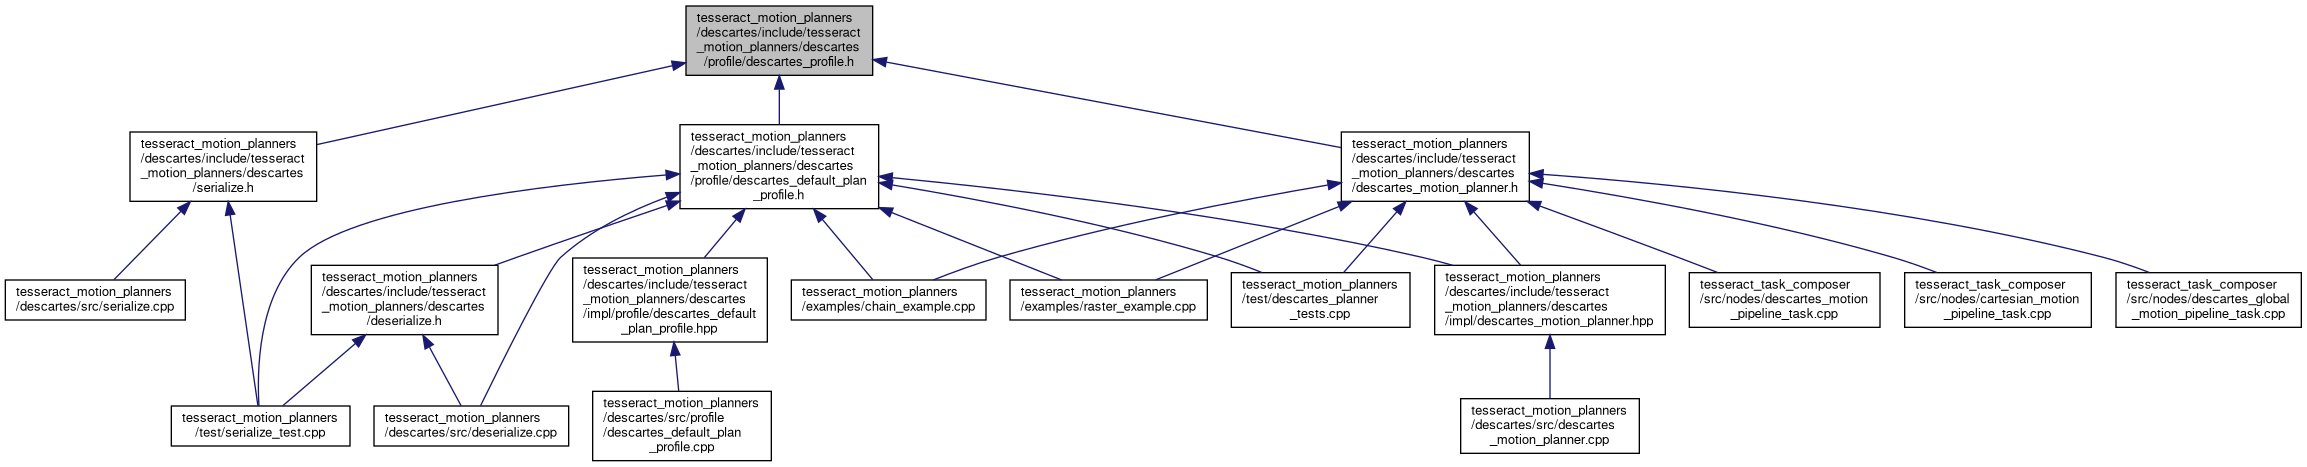 tesseract_motion_planners
/descartes/include/tesseract
_motion_planners/descartes
/profile/descartes_profile.h
tesseract_motion_planners
/descartes/include/tesseract
_motion_planners/descartes
/serialize.h
tesseract_motion_planners
/descartes/include/tesseract
_motion_planners/descartes
/profile/descartes_default_plan
_profile.h
tesseract_motion_planners
/descartes/include/tesseract
_motion_planners/descartes
/descartes_motion_planner.h
tesseract_motion_planners
/descartes/src/serialize.cpp
tesseract_motion_planners
/descartes/include/tesseract
_motion_planners/descartes
/deserialize.h
tesseract_motion_planners
/descartes/include/tesseract
_motion_planners/descartes
/impl/profile/descartes_default
_plan_profile.hpp
tesseract_motion_planners
/examples/chain_example.cpp
tesseract_motion_planners
/examples/raster_example.cpp
tesseract_motion_planners
/test/descartes_planner
_tests.cpp
tesseract_motion_planners
/descartes/include/tesseract
_motion_planners/descartes
/impl/descartes_motion_planner.hpp
tesseract_task_composer
/src/nodes/descartes_motion
_pipeline_task.cpp
tesseract_task_composer
/src/nodes/cartesian_motion
_pipeline_task.cpp
tesseract_task_composer
/src/nodes/descartes_global
_motion_pipeline_task.cpp
tesseract_motion_planners
/test/serialize_test.cpp
tesseract_motion_planners
/descartes/src/deserialize.cpp
tesseract_motion_planners
/descartes/src/profile
/descartes_default_plan
_profile.cpp
tesseract_motion_planners
/descartes/src/descartes
_motion_planner.cpp